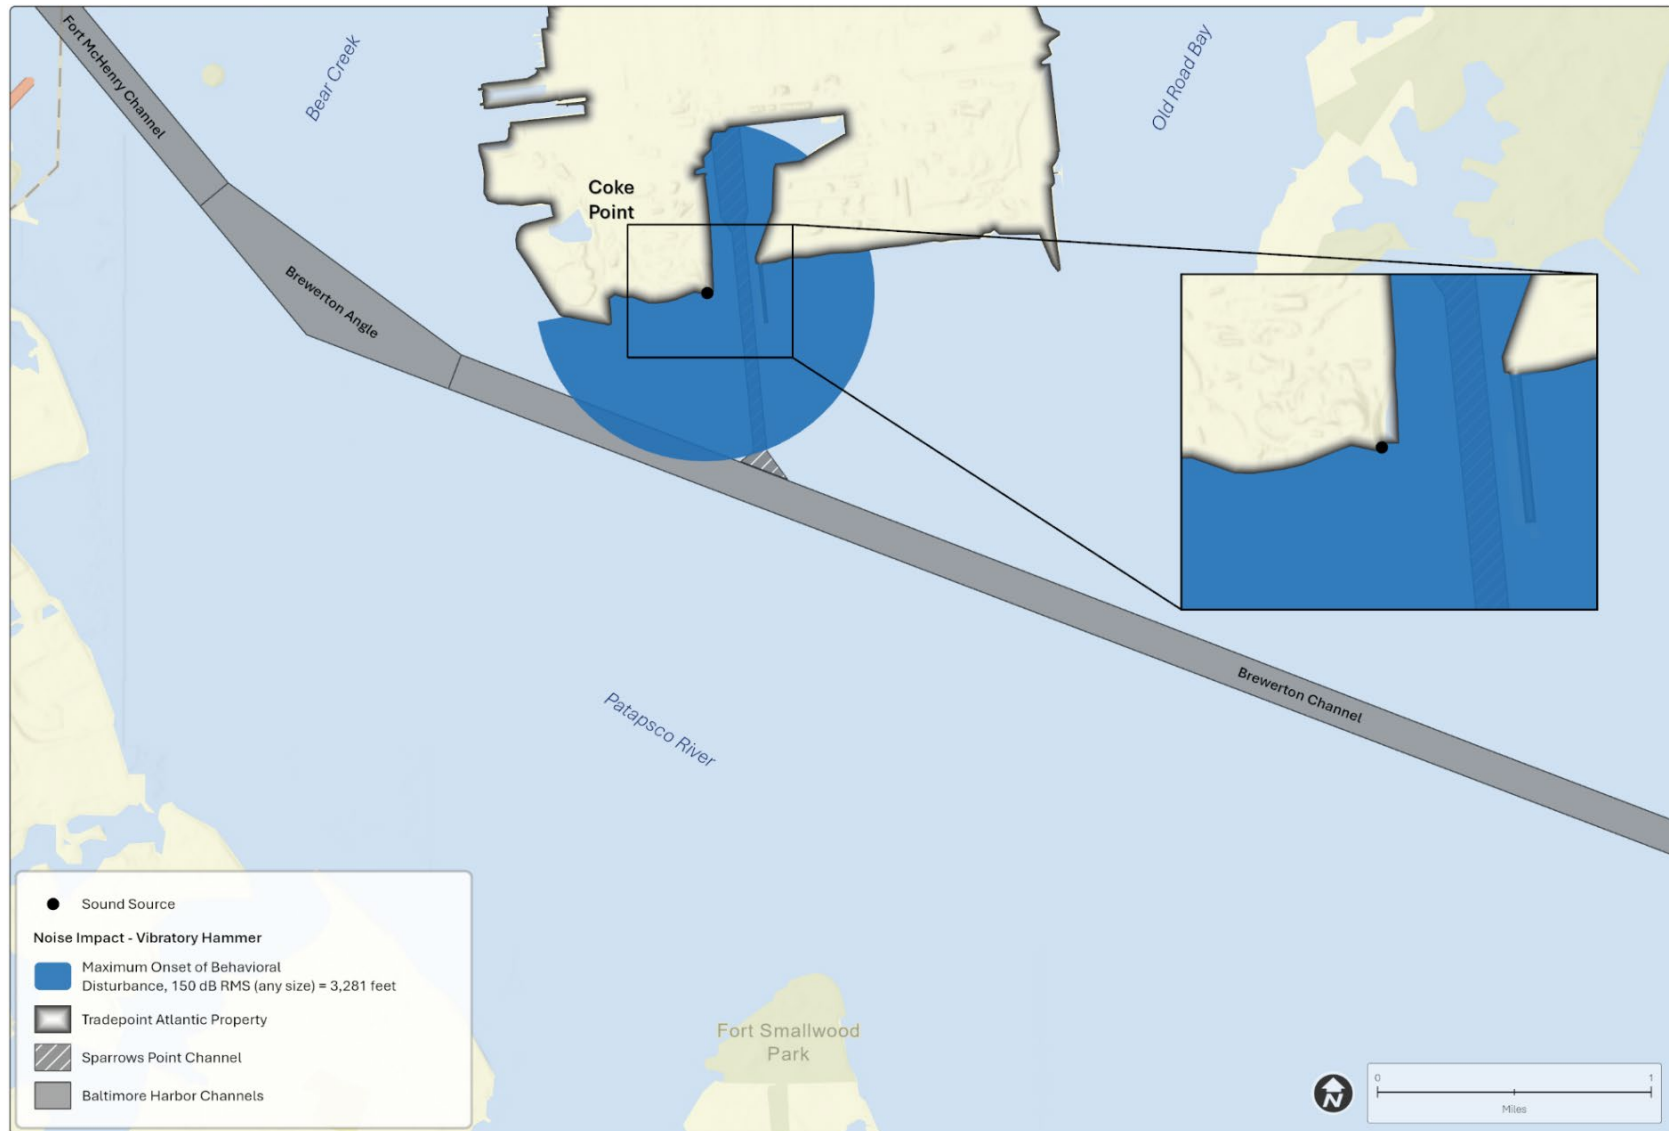 Fort McHenry Channel
Bear Creek
Old Road Bay
Coke
Point
Brewerton Angle
Brewerton Channel
Patapsco River
Sound Source
Noise Impact - Vibratory Hammer
Maximum Onset of Behavioral
Disturbance, 150 dB RMS (any size) = 3,281 feet
Tradepoint Atlantic Property
Sparrows Point Channel
Baltimore Harbor Channels
Fort Smallwood
Park
N
0 1
Miles